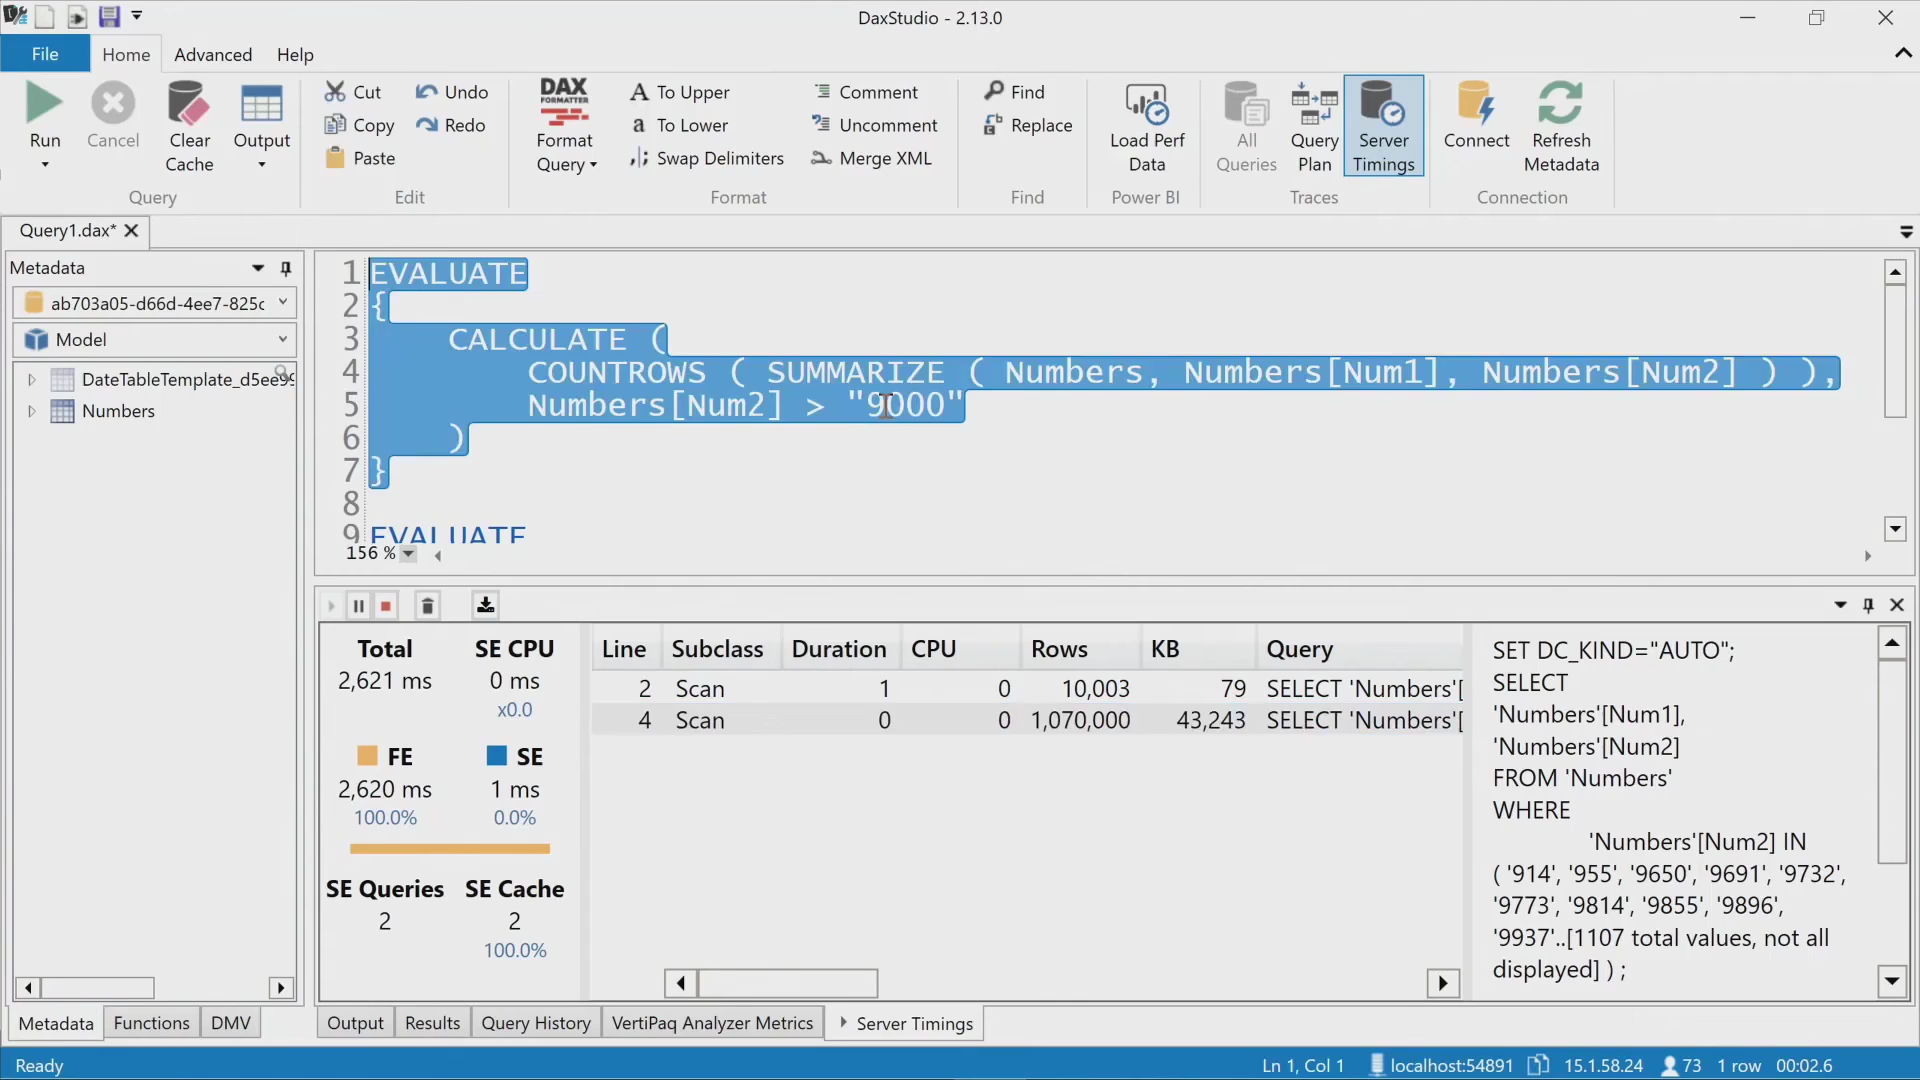 DaxStudio - 2.13.0
File Home Advanced Help
Run
Cancel
Clear Cache
Output
Cut
Copy
Paste
Undo
Redo
DAX FORMATTER
Format Query
To Upper
To Lower
Swap Delimiters
Comment
Uncomment
Merge XML
Find
Replace
Load Perf Data
All Queries
Query Plan
Server Timings
Connect
Refresh Metadata
Query Edit Format Find Power BI Traces Connection
Query1.dax*
Metadata
ab703a05-d66d-4ee7-825c
Model
DateTableTemplate_d5ee99
Numbers
1 EVALUATE
2 {
3 CALCULATE (
4 COUNTROWS ( SUMMARIZE ( Numbers, Numbers[Num1], Numbers[Num2] ) ),
5 Numbers[Num2] > "9000"
6 )
7 }
8
9 EVALUATE
156 %
Total SE CPU
2,621 ms 0 ms
x0.0
FE SE
2,620 ms 1 ms
100.0% 0.0%
SE Queries SE Cache
2 2
100.0%
Line Subclass Duration CPU Rows KB Query
2 Scan 1 0 10,003 79 SELECT 'Numbers'[
4 Scan 0 0 1,070,000 43,243 SELECT 'Numbers'[
SET DC_KIND="AUTO";
SELECT
'Numbers'[Num1],
'Numbers'[Num2]
FROM 'Numbers'
WHERE
'Numbers'[Num2] IN
( '914', '955', '9650', '9691', '9732',
'9773', '9814', '9855', '9896',
'9937'..[1107 total values, not all
displayed] ) ;
Metadata Functions DMV
Output Results Query History VertiPaq Analyzer Metrics Server Timings
Ready Ln 1, Col 1 localhost:54891 15.1.58.24 73 1 row 00:02.6